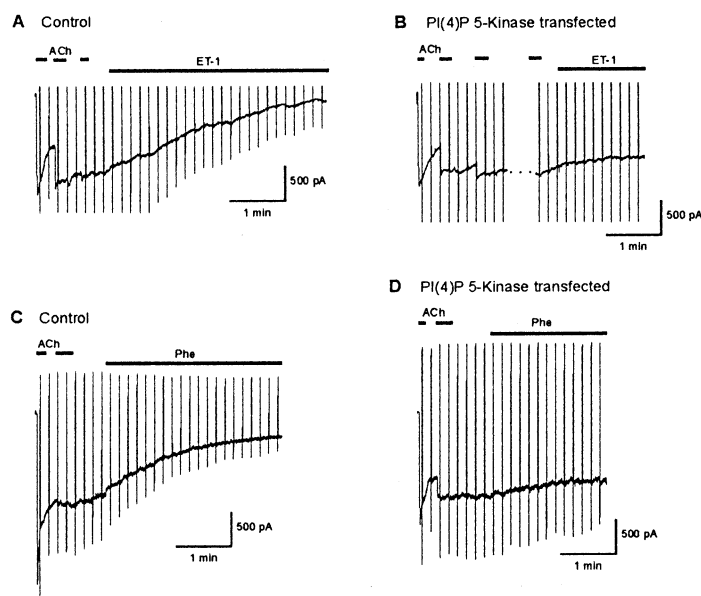 A Control
ACh
ET-1
500 pA
1 min
B PI(4)P 5-Kinase transfected
ACh
ET-1
500 pA
1 min
C Control
ACh
Phe
500 pA
1 min
D PI(4)P 5-Kinase transfected
ACh
Phe
500 pA
1 min